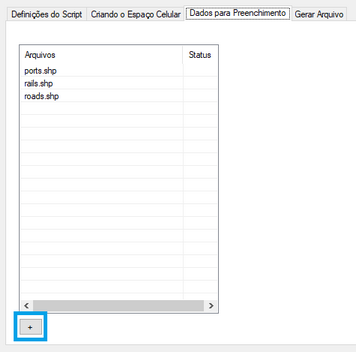 Definições do Script Criando o Espaço Celular Dados para Preenchimento Gerar Arquivo
Arquivos Status
ports.shp
rails.shp
roads.shp
+